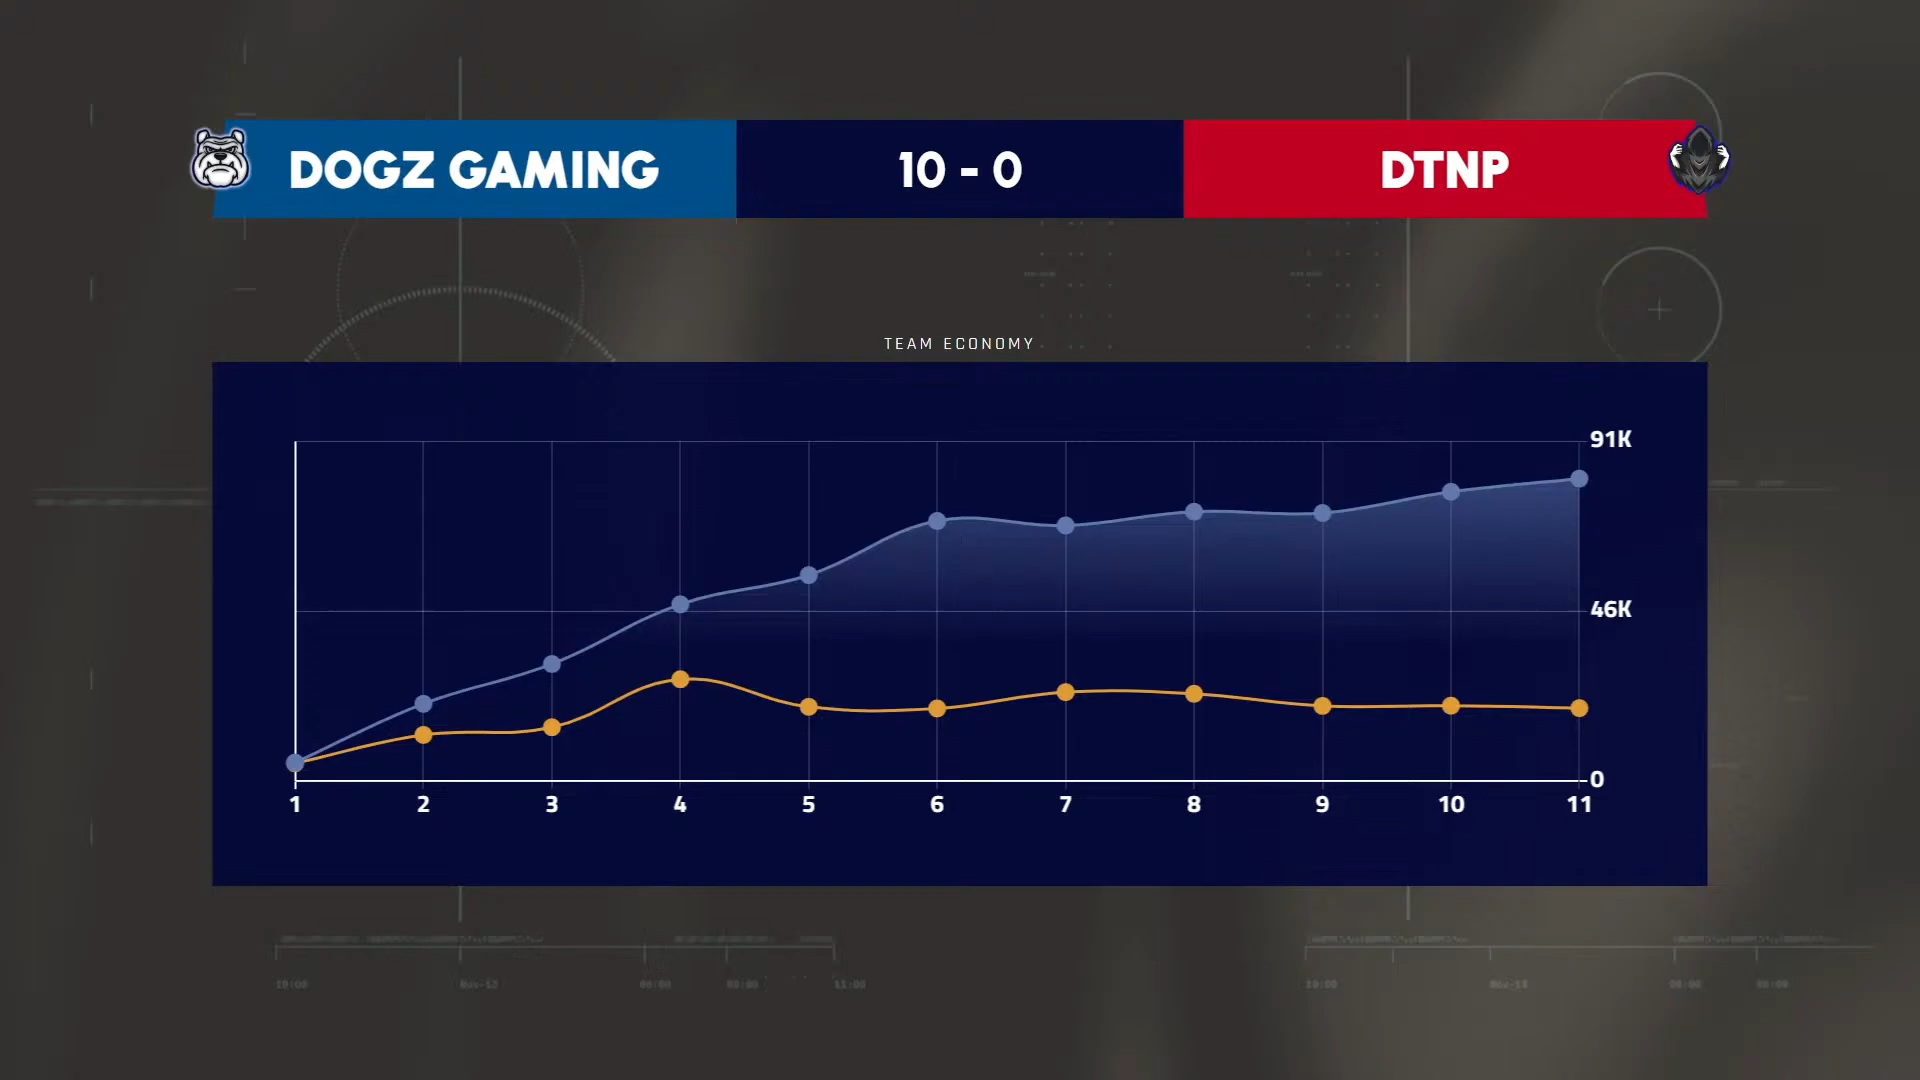 DOGZ GAMING
10 - 0
DTNP
TEAM ECONOMY
91K
46K
0
1 2 3 4 5 6 7 8 9 10 11